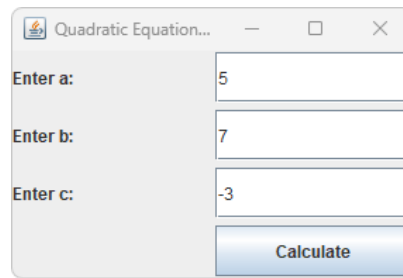 Quadratic Equation...
Enter a: 5
Enter b: 7
Enter c: -3
Calculate